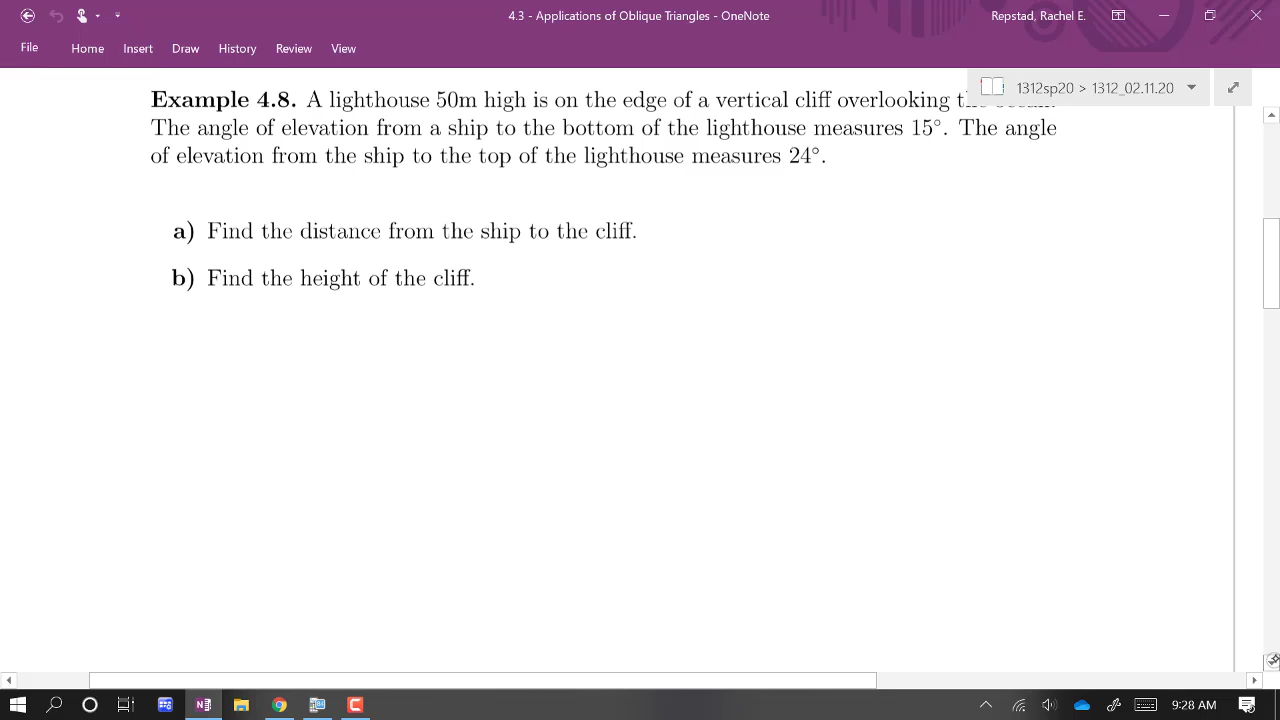 4.3 - Applications of Oblique Triangles - OneNote
Repstad, Rachel E.
File Home Insert Draw History Review View
1312sp20 > 1312_02.11.20
Example 4.8. A lighthouse 50m high is on the edge of a vertical cliff overlooking
The angle of elevation from a ship to the bottom of the lighthouse measures 15°. The angle
of elevation from the ship to the top of the lighthouse measures 24°.
a) Find the distance from the ship to the cliff.
b) Find the height of the cliff.
9:28 AM